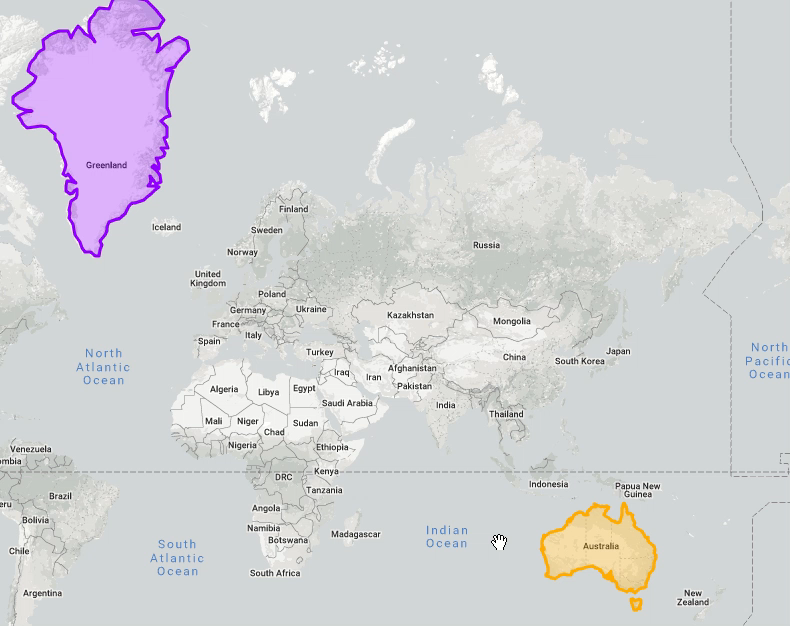 Greenland
Iceland
Finland
Sweden
Norway
Russia
United
Kingdom
Poland
Germany
Ukraine
France
Italy
Spain
Kazakhstan
Mongolia
North
Atlantic
Ocean
Turkey
China
South Korea
Japan
North
Pacific
Ocean
Iraq
Iran
Afghanistan
Pakistan
Algeria
Libya
Egypt
Saudi Arabia
India
Mali
Niger
Chad
Sudan
Thailand
Nigeria
Ethiopia
Venezuela
mbia
DRC
Kenya
Indonesia
Papua New
Guinea
Tanzania
Brazil
eru
Angola
Bolivia
Namibia
Botswana
Madagascar
Indian
Ocean
Australia
Chile
South
Atlantic
Ocean
South Africa
Argentina
New
Zealand